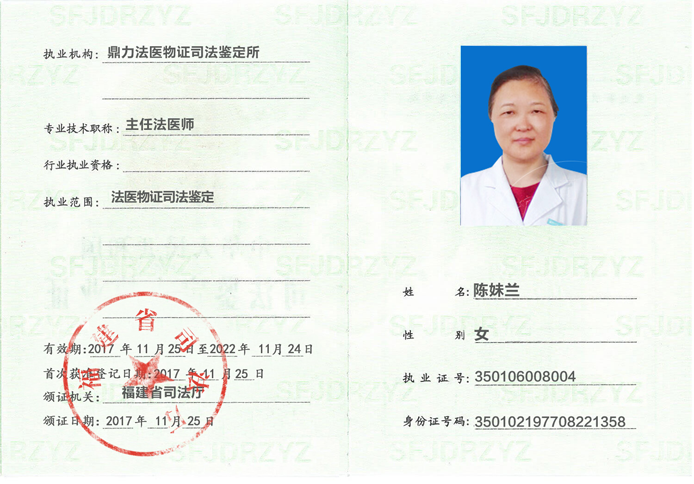 执业机构：鼎力法医物证司法鉴定所
专业技术职称：主任法医师
行业执业资格：
执业范围：法医物证司法鉴定
有效期：2017 年 11 月 25 日至 2022 年 11 月 24 日
首次获准登记日期：2017 年 11 月 25 日
颁证机关：福建省司法厅
颁证日期：2017 年 11 月 25 日
福建省司法厅
姓 名：陈妹兰
性 别 女
执业证号：350106008004
身份证号码：350102197708221358
SFJDRZYZ